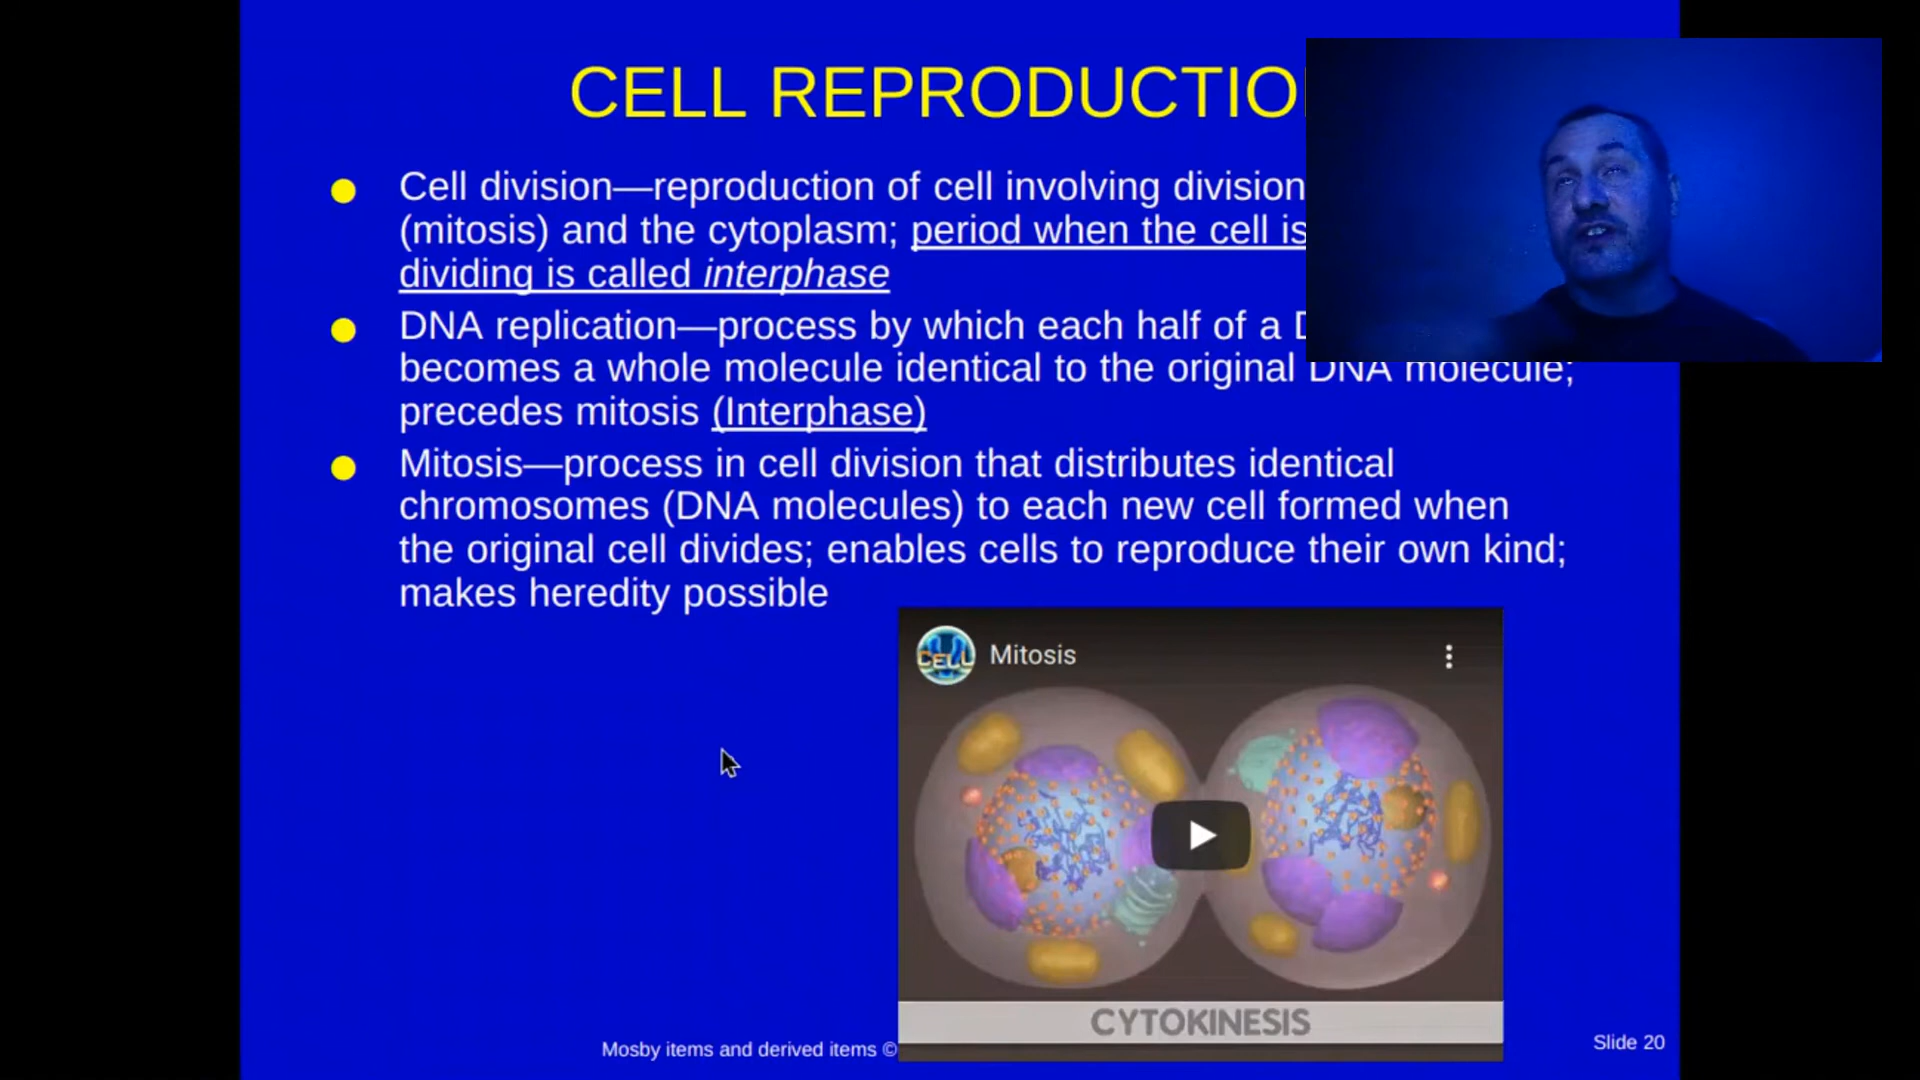 CELL REPRODUCTIO
Cell division—reproduction of cell involving division
(mitosis) and the cytoplasm; period when the cell is
dividing is called interphase
DNA replication—process by which each half of a
becomes a whole molecule identical to the original DNA molecule;
precedes mitosis (Interphase)
Mitosis—process in cell division that distributes identical
chromosomes (DNA molecules) to each new cell formed when
the original cell divides; enables cells to reproduce their own kind;
makes heredity possible
CELL
Mitosis
CYTOKINESIS
Mosby items and derived items ©
Slide 20